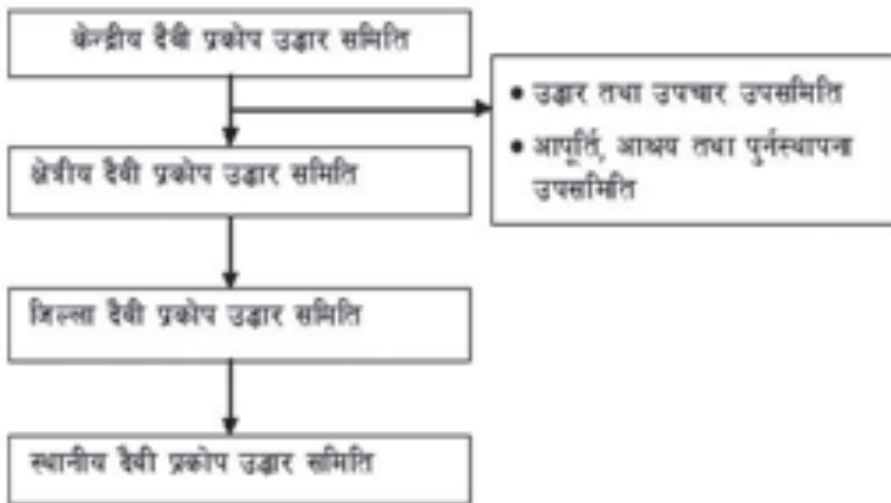 केन्द्रीय दैवी प्रकोप उद्धार समिति
• उद्धार तथा उपचार उपसमिति
• आपूर्ति, आश्रय तथा पुर्नस्थापना
उपसमिति
क्षेत्रीय दैवी प्रकोप उद्धार समिति
जिल्ला दैवी प्रकोप उद्धार समिति
स्थानीय दैवी प्रकोप उद्धार समिति